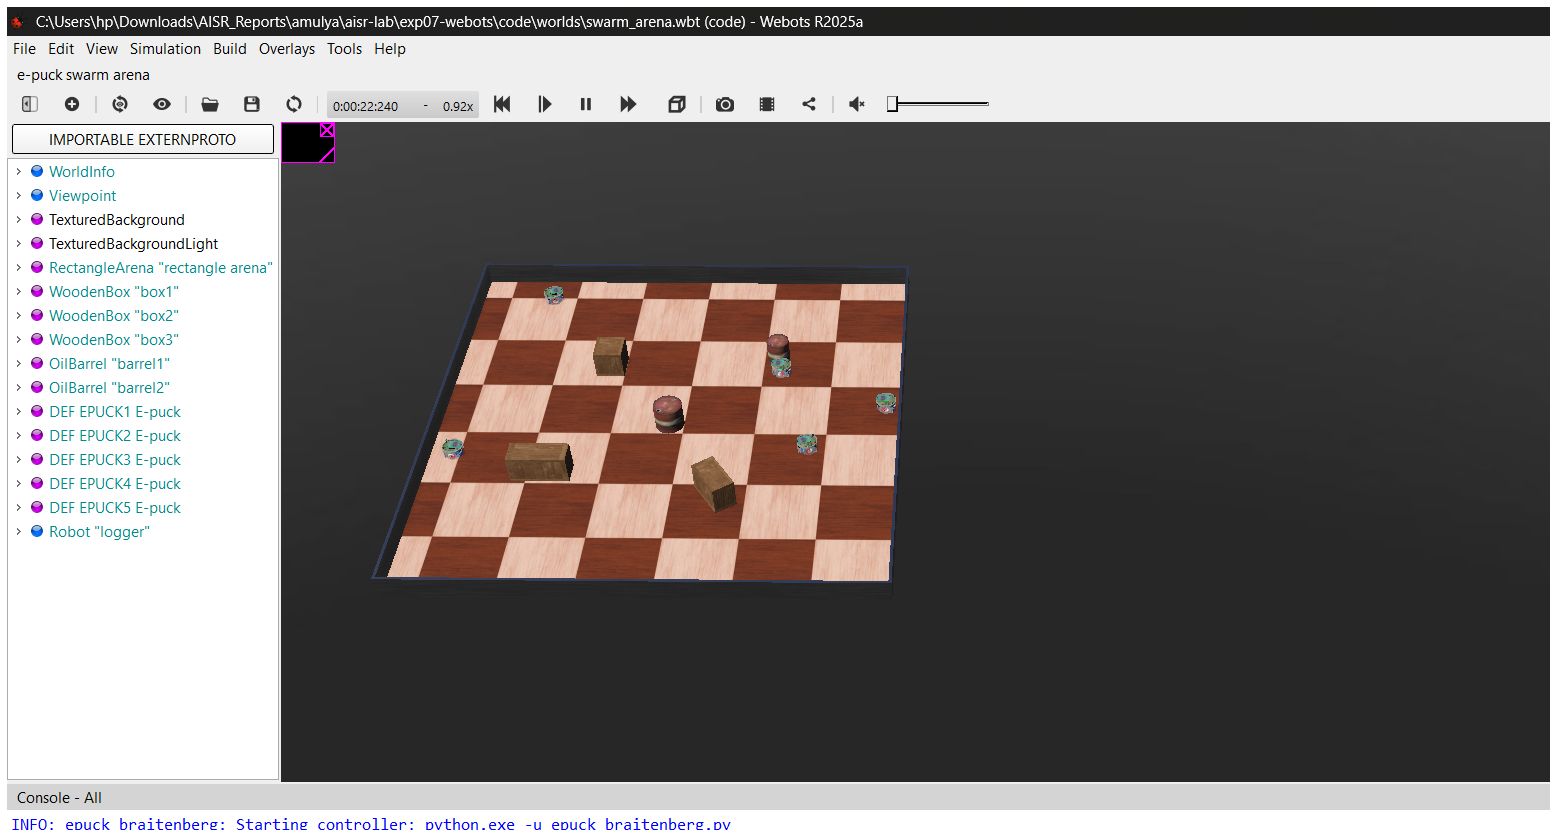 C:\Users\hp\Downloads\AISR_Reports\amulya\aisr-lab\exp07-webots\code\worlds\swarm_arena.wbt (code) - Webots R2025a
File Edit View Simulation Build Overlays Tools Help
e-puck swarm arena
0:00:22:240 - 0.92x
IMPORTABLE EXTERNPROTO
WorldInfo
Viewpoint
TexturedBackground
TexturedBackgroundLight
RectangleArena "rectangle arena"
WoodenBox "box1"
WoodenBox "box2"
WoodenBox "box3"
OilBarrel "barrel1"
OilBarrel "barrel2"
DEF EPUCK1 E-puck
DEF EPUCK2 E-puck
DEF EPUCK3 E-puck
DEF EPUCK4 E-puck
DEF EPUCK5 E-puck
Robot "logger"
Console - All
INFO: epuck_braitenberg: Starting controller: python.exe -u epuck_braitenberg.py